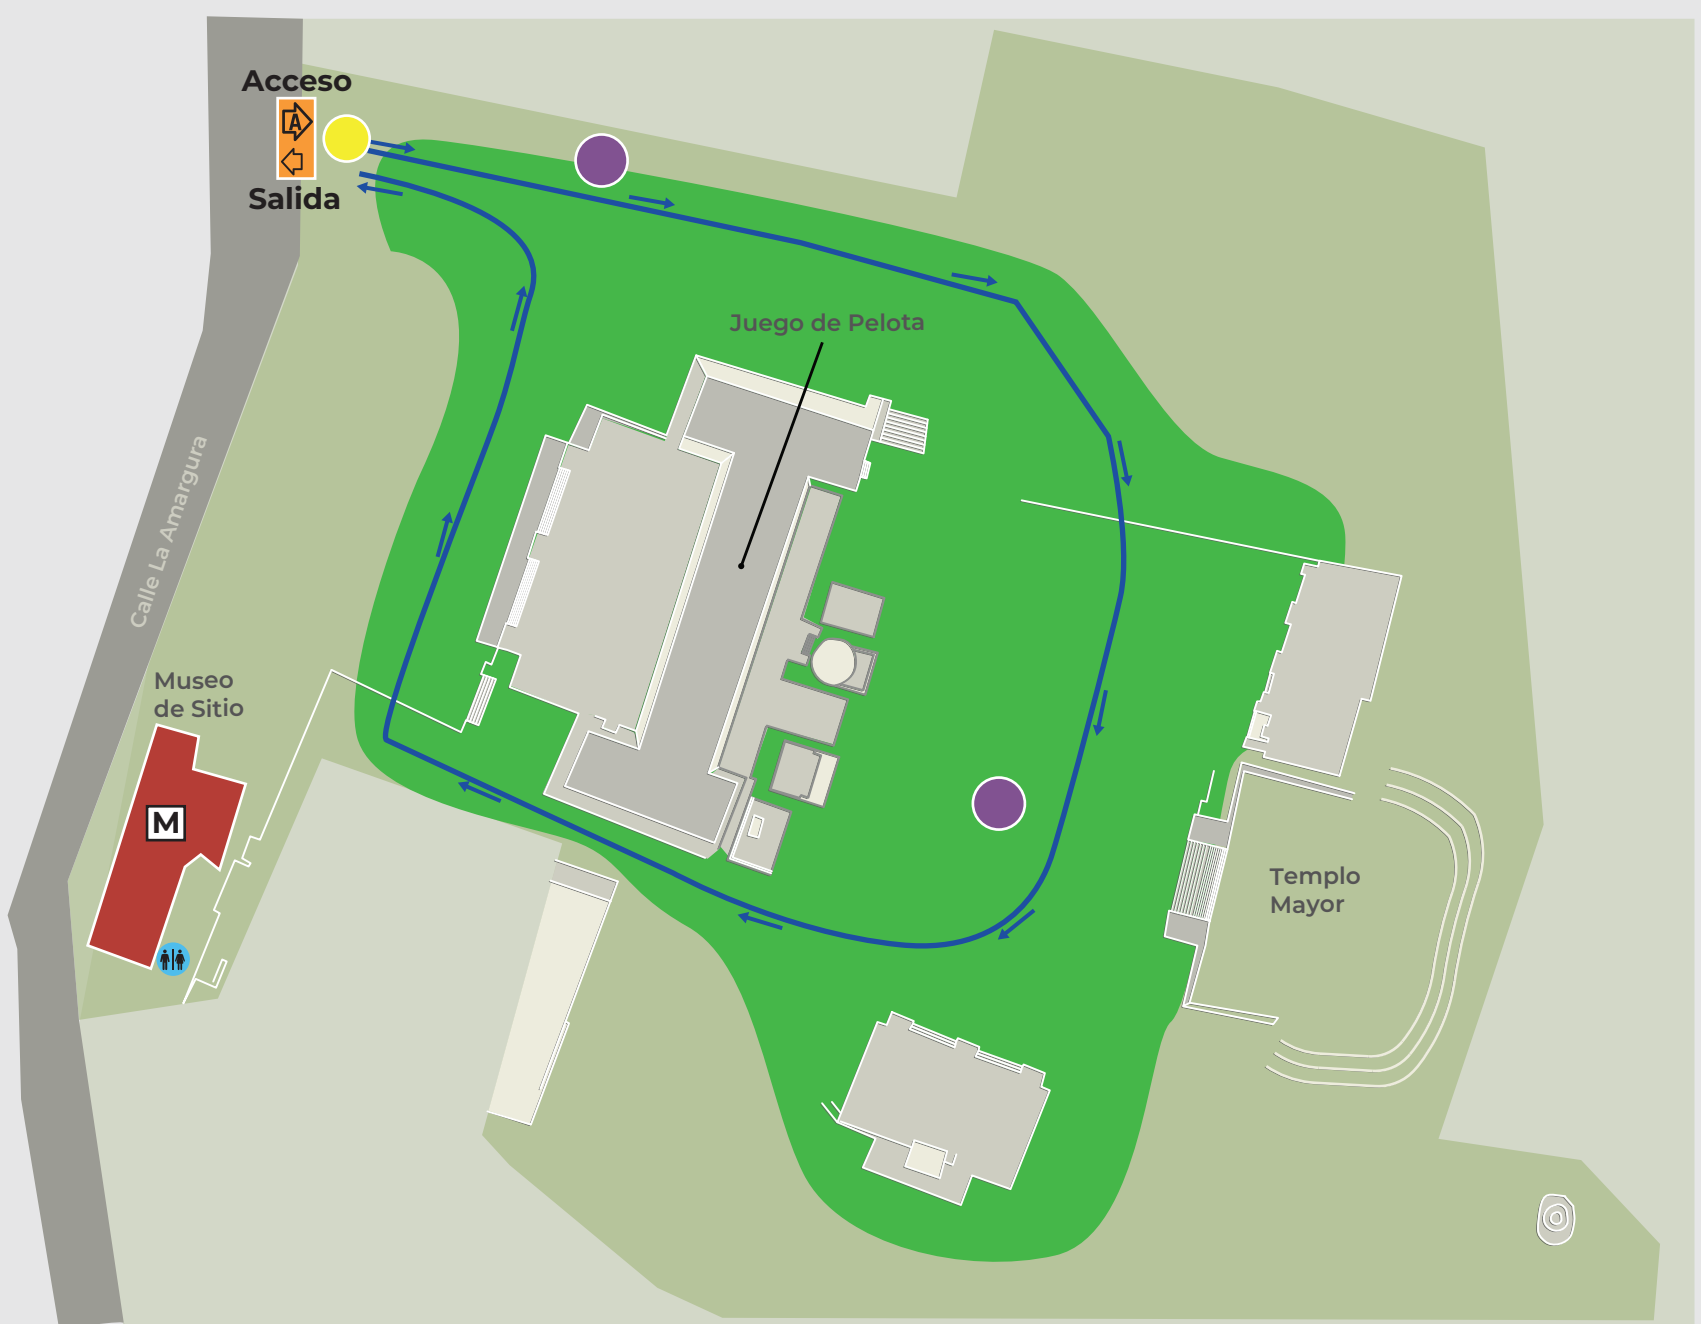 Acceso
A
Salida
Juego de Pelota
Calle La Amargura
Museo
de Sitio
M
Templo
Mayor